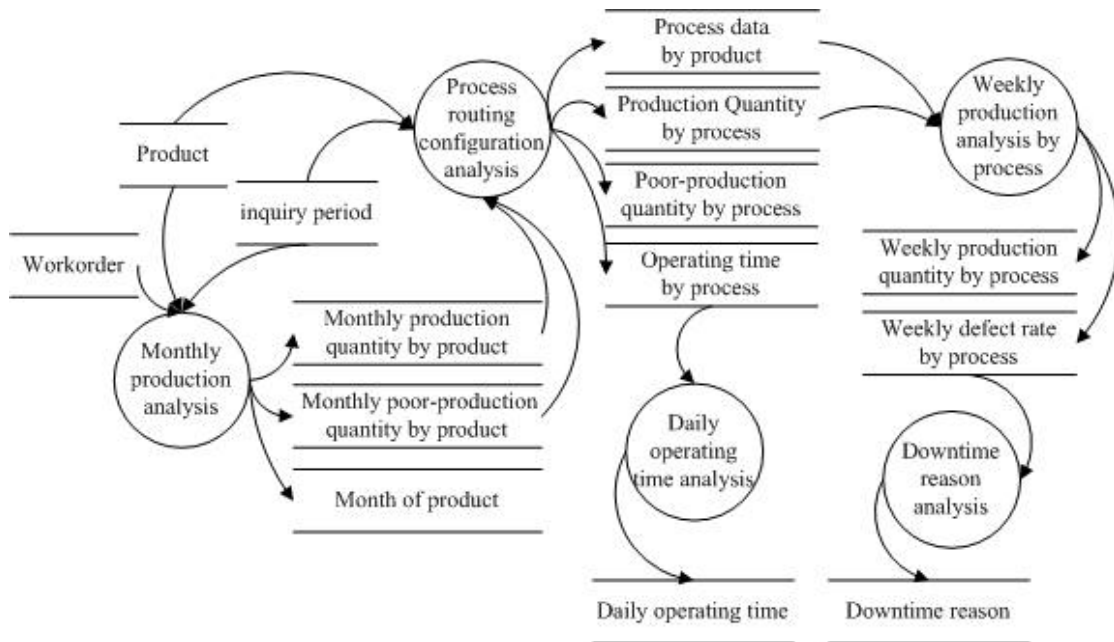 Process data
by product
Process
routing
configuration
analysis
Production Quantity
by process
Weekly
production
analysis by
process
Product
Poor-production
quantity by process
inquiry period
Workorder
Operating time
by process
Weekly production
quantity by process
Monthly production
quantity by product
Weekly defect rate
by process
Monthly
production
analysis
Monthly poor-production
quantity by product
Daily
operating
time analysis
Downtime
reason
analysis
Month of product
Daily operating time
Downtime reason